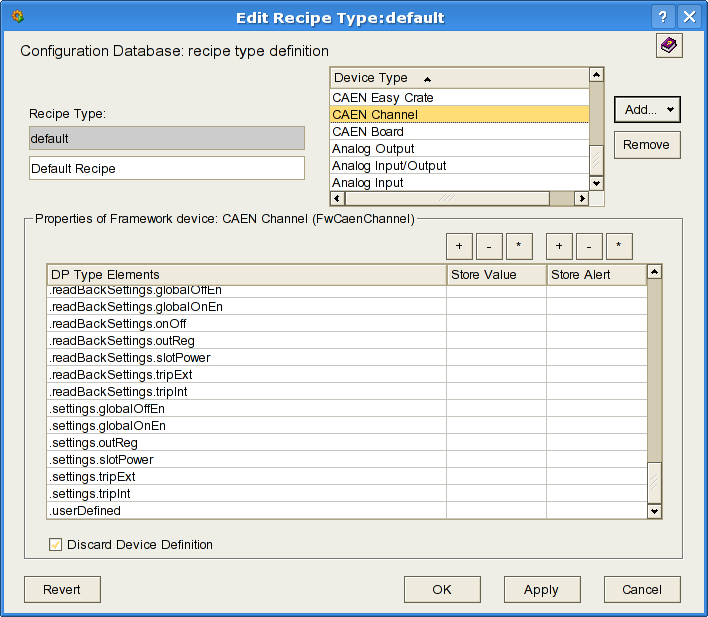 Edit Recipe Type:default
?
Configuration Database: recipe type definition
Device Type
CAEN Easy Crate
CAEN Channel
CAEN Board
Analog Output
Analog Input/Output
Analog Input
Add...
Remove
Recipe Type:
default
Default Recipe
Properties of Framework device: CAEN Channel (FwCaenChannel)
+ - * + - *
DP Type Elements Store Value Store Alert
.readBackSettings.globalOffEn
.readBackSettings.globalOnEn
.readBackSettings.onOff
.readBackSettings.outReg
.readBackSettings.slotPower
.readBackSettings.tripExt
.readBackSettings.tripInt
.settings.globalOffEn
.settings.globalOnEn
.settings.outReg
.settings.slotPower
.settings.tripExt
.settings.tripInt
.userDefined
Discard Device Definition
Revert OK Apply Cancel